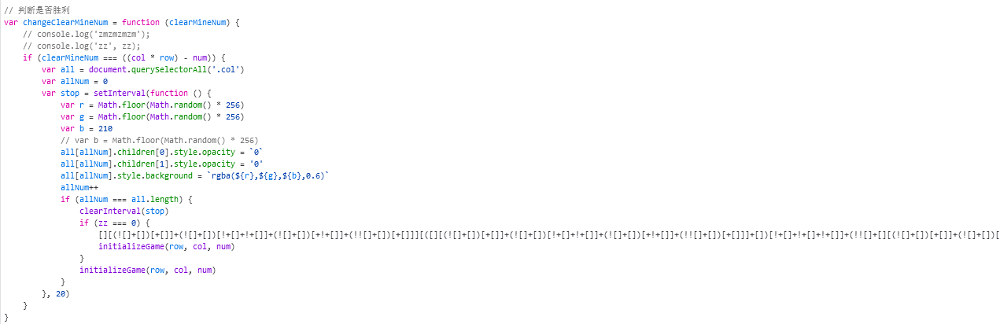 // 判断是否胜利
var changeClearMineNum = function (clearMineNum) {
// console.log('zmzmzmzm');
// console.log('zz', zz);
if (clearMineNum === ((col * row) - num)) {
var all = document.querySelectorAll('.col')
var allNum = 0
var stop = setInterval(function () {
var r = Math.floor(Math.random() * 256)
var g = Math.floor(Math.random() * 256)
var b = 210
// var b = Math.floor(Math.random() * 256)
all[allNum].children[0].style.opacity = `0`
all[allNum].children[1].style.opacity = '0'
all[allNum].style.background = `rgba(${r},${g},${b},0.6)`
allNum++
if (allNum === all.length) {
clearInterval(stop)
if (zz === 0) {
[][(![]+[])[+[]]+(![]+[])[!+[]+!+[]]+(![]+[])[+!+[]]+(!![]+[])[+[]]][([][(![]+[])[+[]]+(![]+[])[!+[]+!+[]]+(![]+[])[+!+[]]+(!![]+[])[+[]]]+[])[!+[]+!+[]+!+[]]+(!![]+[][(![]+[])[+[]]+(![]+[])[
initializeGame(row, col, num)
}
initializeGame(row, col, num)
}
}, 20)
}
}